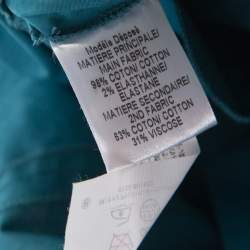 Modèle Déposé
MATIERE PRINCIPALE/
MAIN FABRIC
98% COTON/ COTTON
2% ELASTHANNE/
ELASTANE
MATIERE SECONDAIRE/
2ND FABRIC
63% COTON/ COTTON
31% VISCOSE